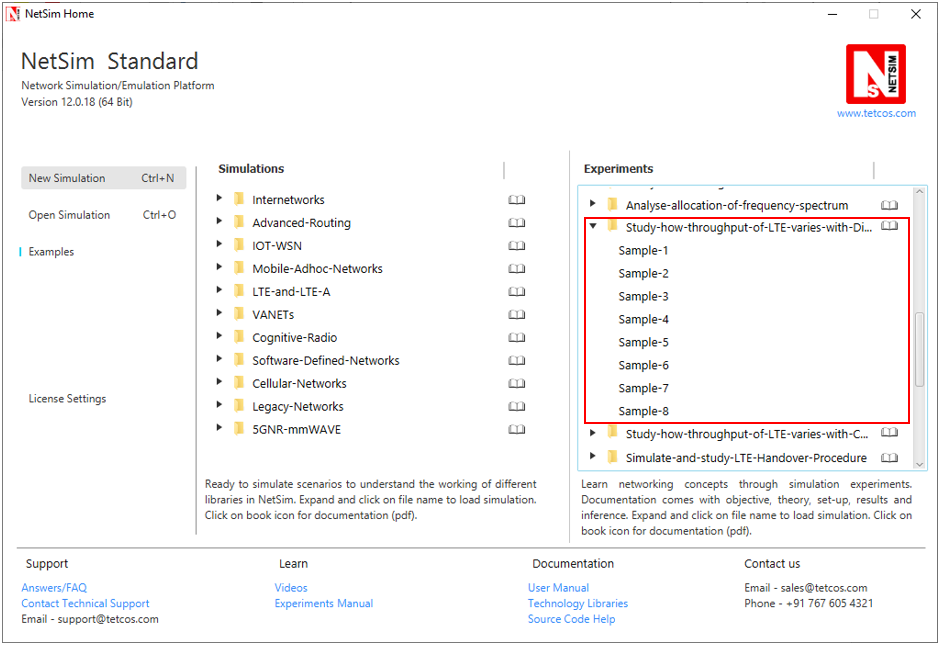 NetSim Home
NetSim Standard
Network Simulation/Emulation Platform
Version 12.0.18 (64 Bit)
NETSIM
www.tetcos.com
New Simulation Ctrl+N
Open Simulation Ctrl+O
Examples
License Settings
Simulations
Internetworks
Advanced-Routing
IOT-WSN
Mobile-Adhoc-Networks
LTE-and-LTE-A
VANETs
Cognitive-Radio
Software-Defined-Networks
Cellular-Networks
Legacy-Networks
5GNR-mmWAVE
Ready to simulate scenarios to understand the working of different
libraries in NetSim. Expand and click on file name to load simulation.
Click on book icon for documentation (pdf).
Experiments
Analyse-allocation-of-frequency-spectrum
Study-how-throughput-of-LTE-varies-with-Di...
Sample-1
Sample-2
Sample-3
Sample-4
Sample-5
Sample-6
Sample-7
Sample-8
Study-how-throughput-of-LTE-varies-with-C...
Simulate-and-study-LTE-Handover-Procedure
Learn networking concepts through simulation experiments.
Documentation comes with objective, theory, set-up, results and
inference. Expand and click on file name to load simulation. Click on
book icon for documentation (pdf).
Support
Answers/FAQ
Contact Technical Support
Email - support@tetcos.com
Learn
Videos
Experiments Manual
Documentation
User Manual
Technology Libraries
Source Code Help
Contact us
Email - sales@tetcos.com
Phone - +91 767 605 4321